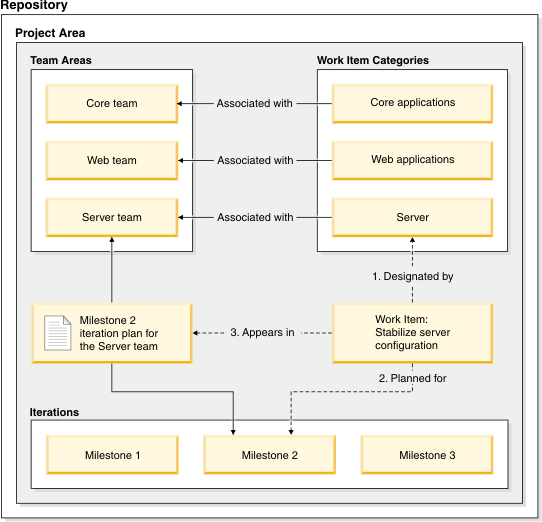 Repository
Project Area
Team Areas
Work Item Categories
Core team
Associated with
Core applications
Web team
Associated with
Web applications
Server team
Associated with
Server
1. Designated by
Milestone 2
iteration plan for
the Server team
3. Appears in
Work Item:
Stabilize server
configuration
2. Planned for
Iterations
Milestone 1
Milestone 2
Milestone 3